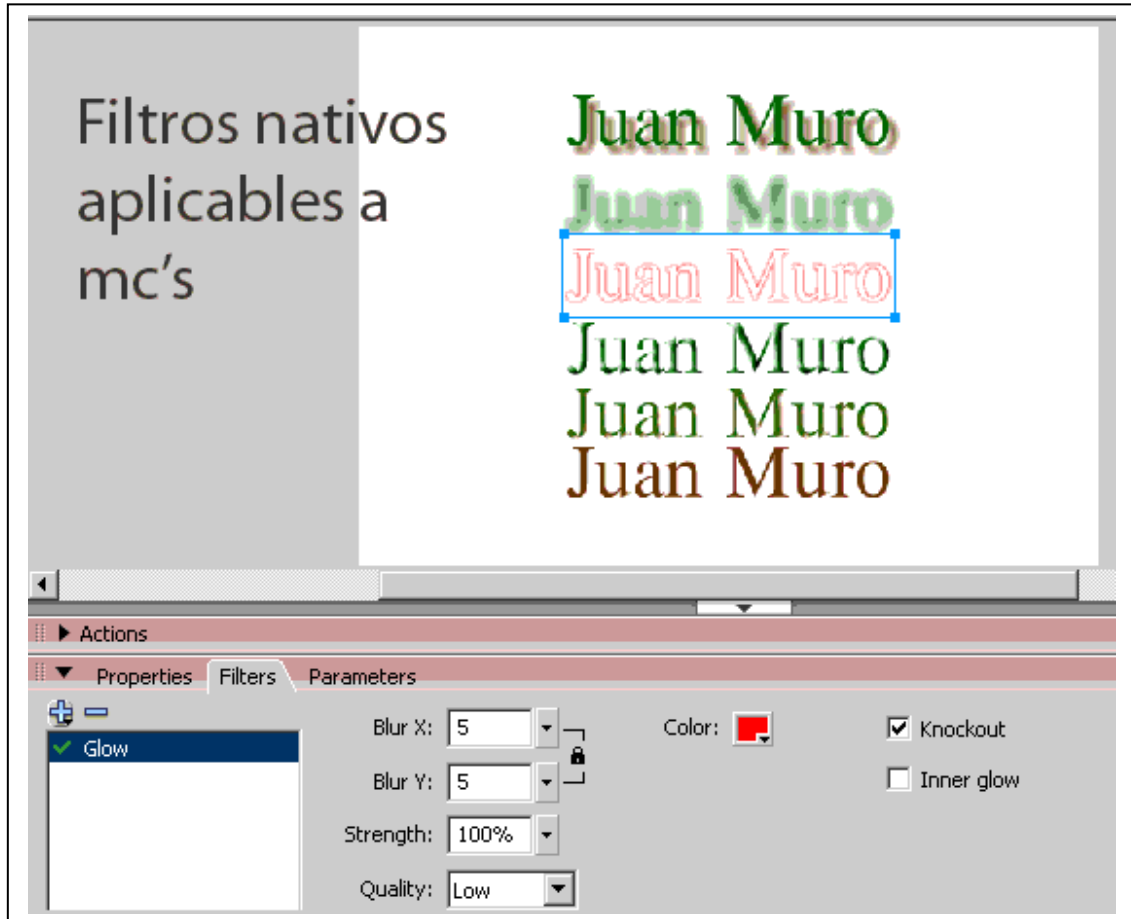 Filtros nativos
aplicables a
mc's
Juan Muro
Juan Muro
Juan Muro
Juan Muro
Juan Muro
Juan Muro
Actions
Properties Filters Parameters
Glow
Blur X: 5
Blur Y: 5
Strength: 100%
Quality: Low
Color:
Knockout
Inner glow